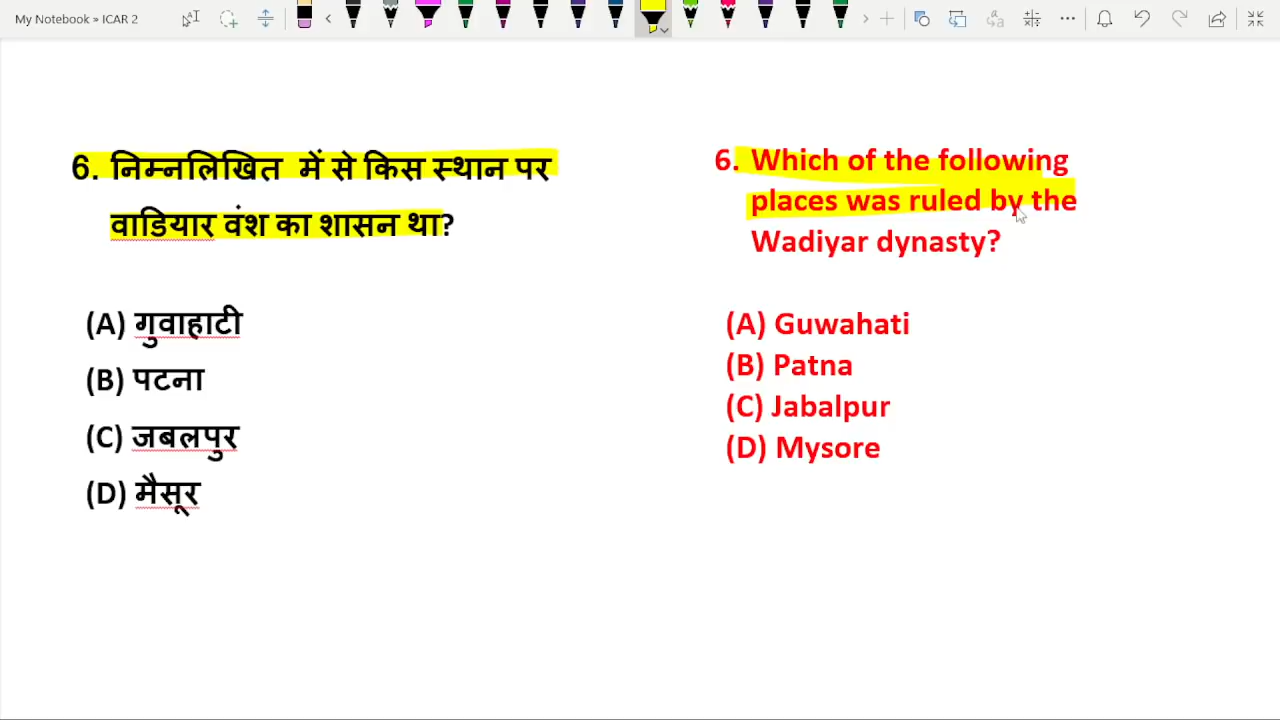 My Notebook » ICAR 2
6. निम्नलिखित में से किस स्थान पर
वाडियार वंश का शासन था?
(A) गुवाहाटी
(B) पटना
(C) जबलपुर
(D) मैसूर
6. Which of the following
places was ruled by the
Wadiyar dynasty?
(A) Guwahati
(B) Patna
(C) Jabalpur
(D) Mysore